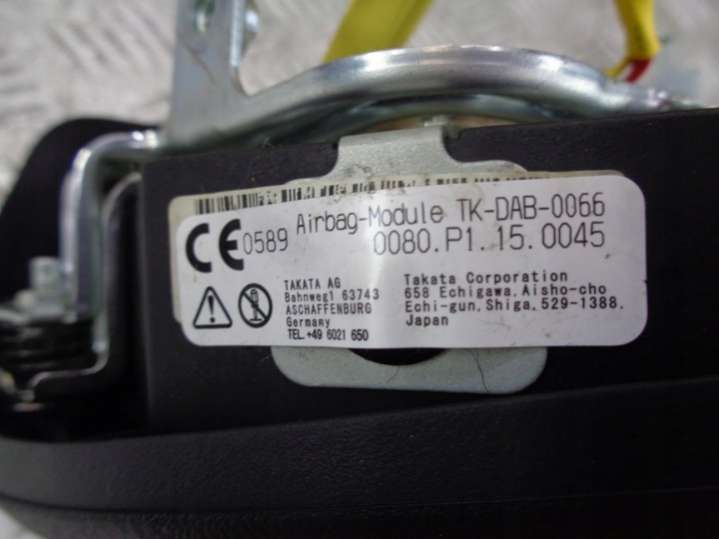 CE 0589 Airbag-Module TK-DAB-0066
0080.P1.15.0045
TAKATA AG
Bahnweg1 63743
ASCHAFFENBURG
Germany
TEL.+49 6021 650
Takata Corporation
658 Echigawa, Aisho-cho
Echi-gun, Shiga, 529-1388.
Japan